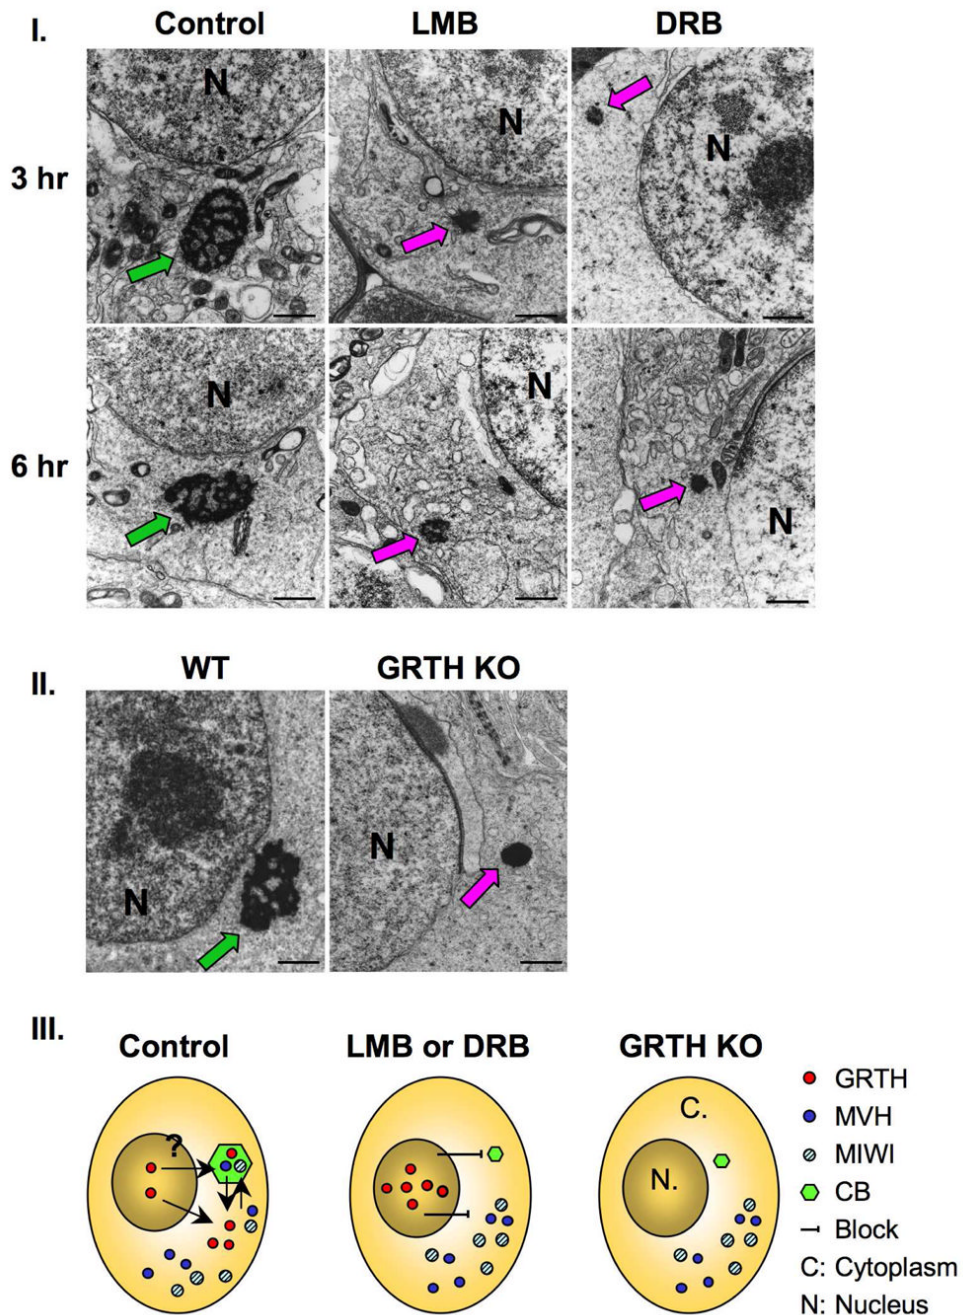 I.
Control LMB DRB
3 hr
N N N
6 hr
N N N
II.
WT GRTH KO
N N
III.
Control LMB or DRB GRTH KO
?
C.
N.
GRTH
MVH
MIWI
CB
Block
C: Cytoplasm
N: Nucleus